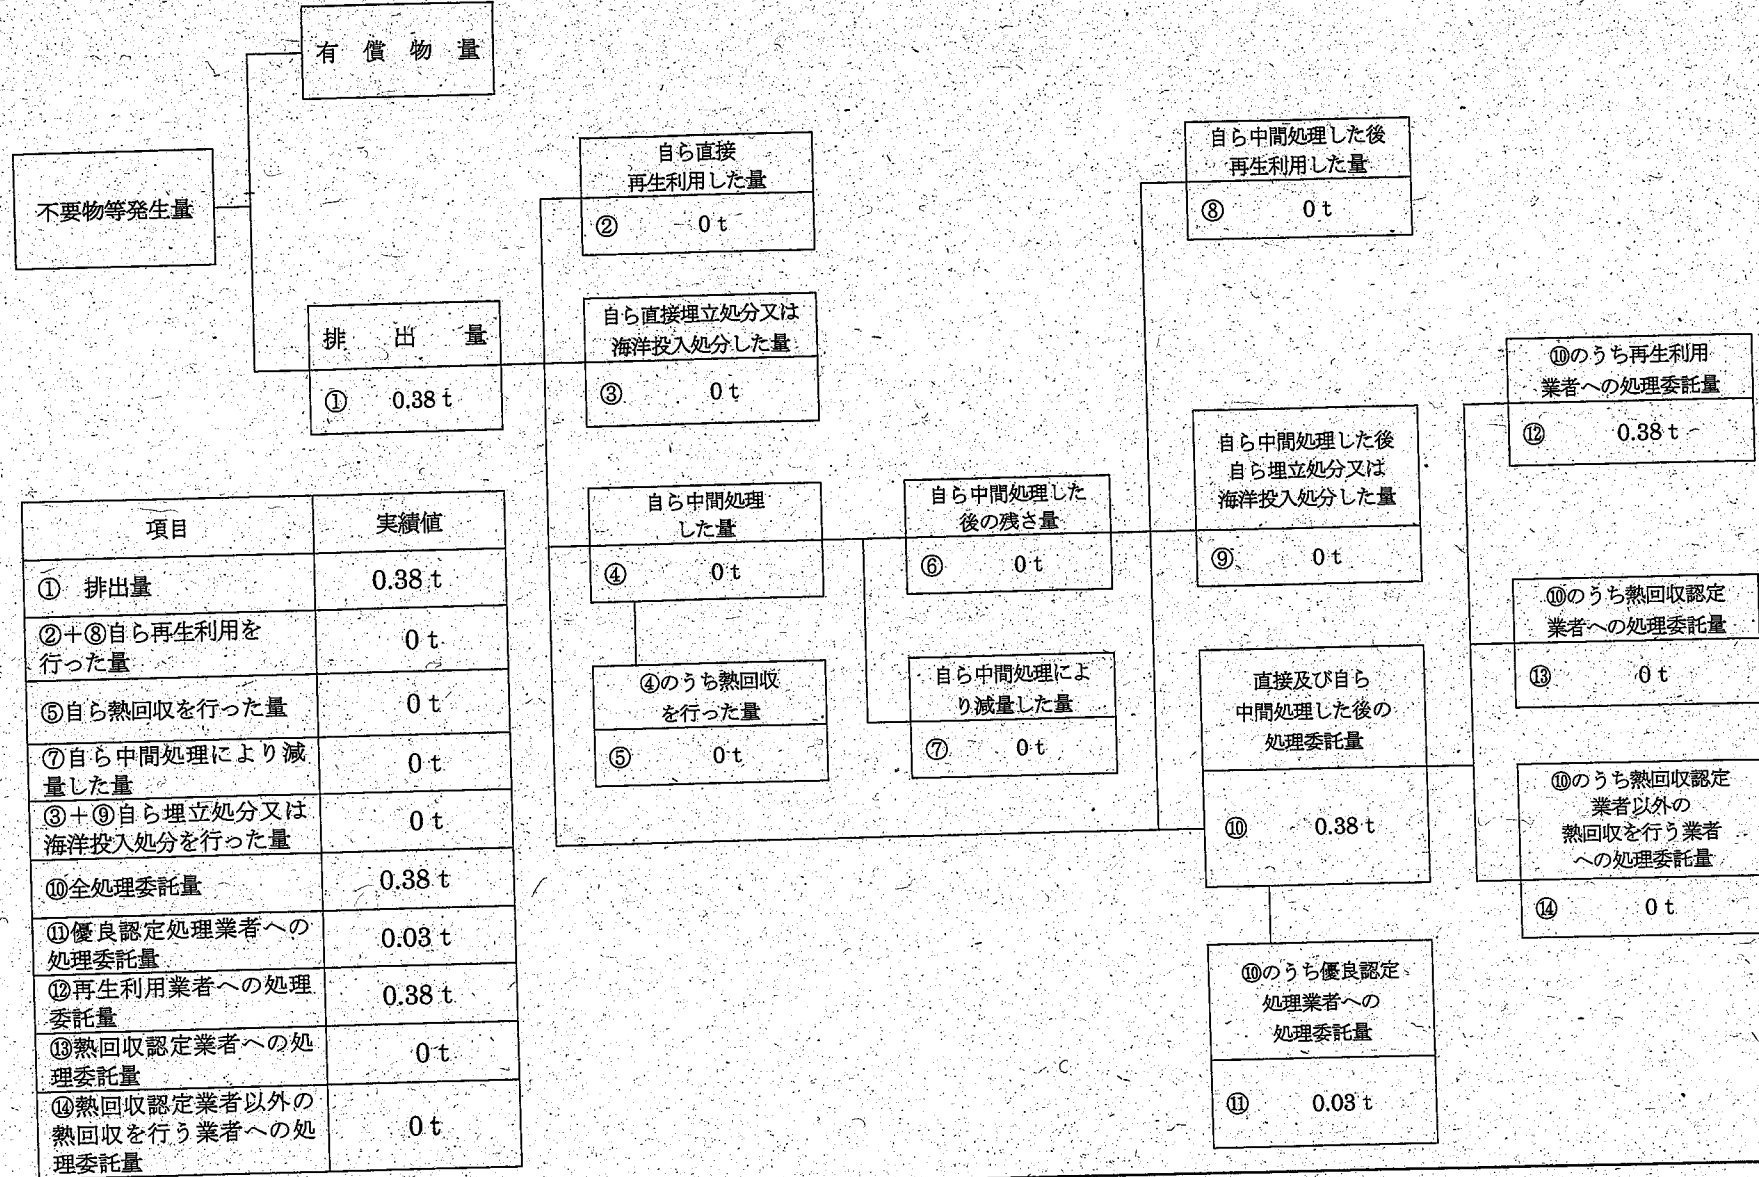 有 償 物 量
不要物等発生量
排 出 量
① 0.38 t
自ら直接
再生利用した量
② 0 t
自ら直接埋立処分又は
海洋投入処分した量
③ 0 t
自ら中間処理
した量
④ 0 t
④のうち熱回収
を行った量
⑤ 0 t
自ら中間処理した
後の残さ量
⑥ 0 t
自ら中間処理によ
り減量した量
⑦ 0 t
自ら中間処理した後
再生利用した量
⑧ 0 t
自ら中間処理した後
自ら埋立処分又は
海洋投入処分した量
⑨ 0 t
直接及び自ら
中間処理した後の
処理委託量
⑩ 0.38 t
⑩のうち優良認定
処理業者への
処理委託量
⑪ 0.03 t
⑩のうち再生利用
業者への処理委託量
⑫ 0.38 t
⑩のうち熱回収認定
業者への処理委託量
⑬ 0 t
⑩のうち熱回収認定
業者以外の
熱回収を行う業者
への処理委託量
⑭ 0 t
項目 実績値
① 排出量 0.38 t
②+⑧自ら再生利用を
行った量 0 t
⑤自ら熱回収を行った量 0 t
⑦自ら中間処理により減
量した量 0 t
③+⑨自ら埋立処分又は
海洋投入処分を行った量 0 t
⑩全処理委託量 0.38 t
⑪優良認定処理業者への
処理委託量 0.03 t
⑫再生利用業者への処理
委託量 0.38 t
⑬熱回収認定業者への処
理委託量 0 t
⑭熱回収認定業者以外の
熱回収を行う業者への処
理委託量 0 t